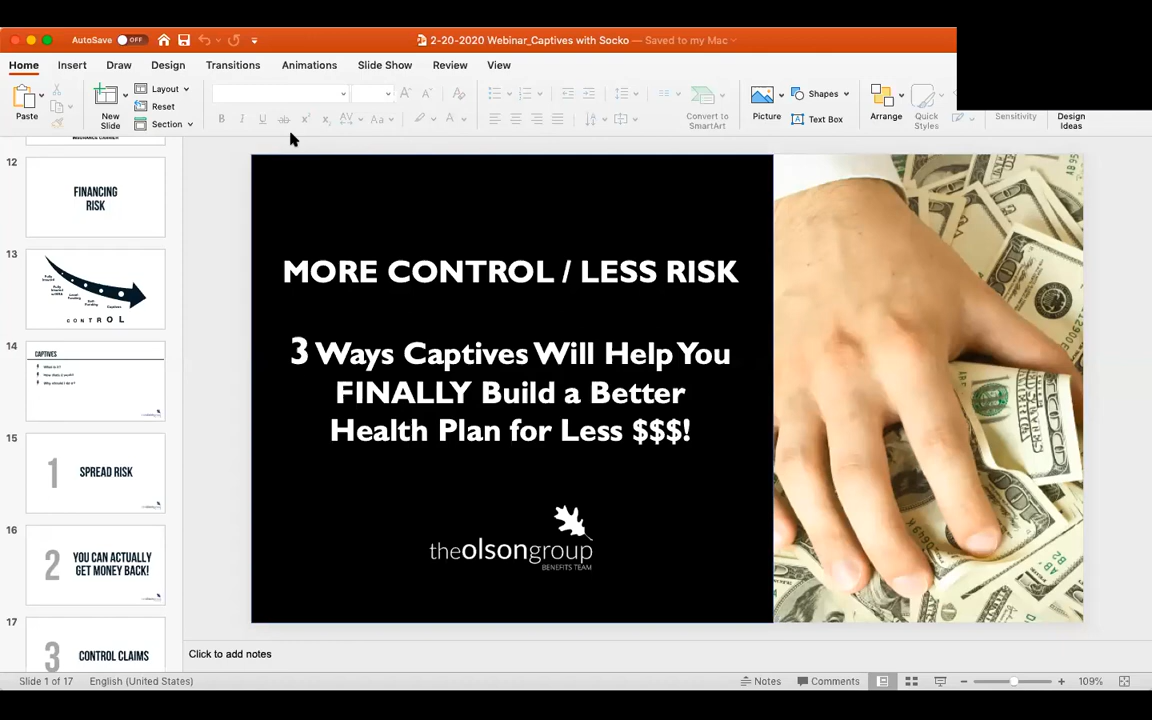 AutoSave OFF
2-20-2020 Webinar_Captives with Socko — Saved to my Mac
Home Insert Draw Design Transitions Animations Slide Show Review View
Paste
New Slide
Layout
Reset
Section
Convert to SmartArt
Picture
Shapes
Text Box
Arrange
Quick Styles
Sensitivity
Design Ideas
12
FINANCING
RISK
13
CONTROL
14
CAPTIVES
15
1 SPREAD RISK
16
2 YOU CAN ACTUALLY
GET MONEY BACK!
17
3 CONTROL CLAIMS
MORE CONTROL / LESS RISK
3 Ways Captives Will Help You
FINALLY Build a Better
Health Plan for Less $$$!
theolsongroup
BENEFITS TEAM
Click to add notes
Slide 1 of 17 English (United States) Notes Comments 109%